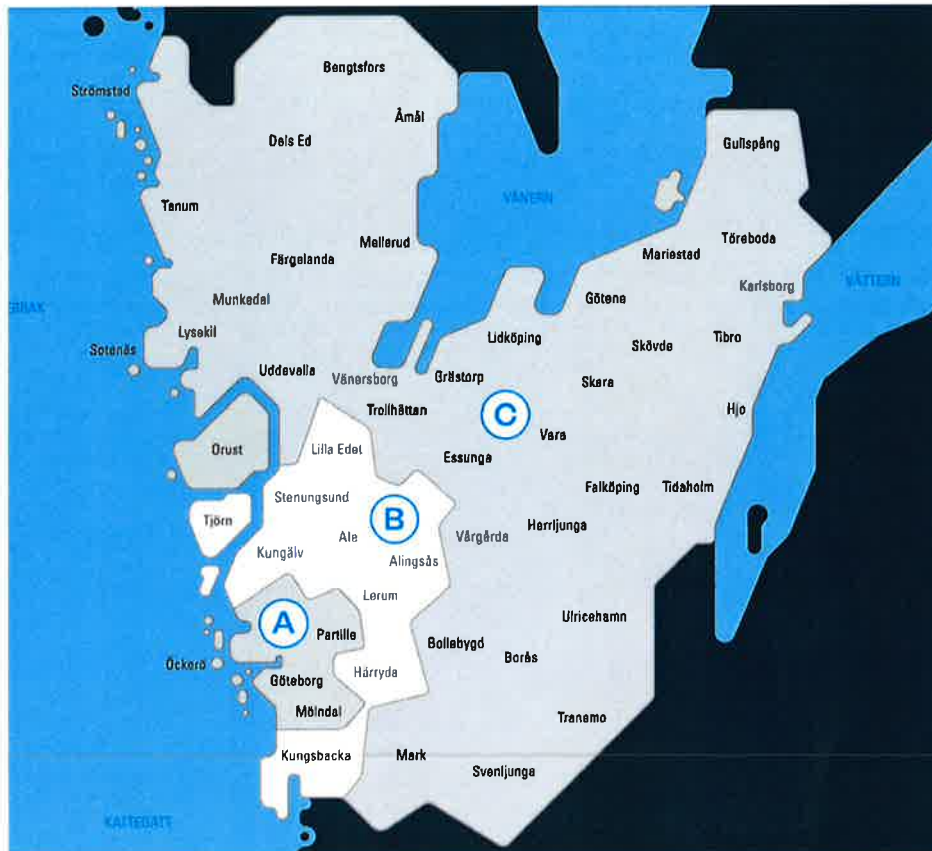 Bengtsfors
Strömstad
Åmål
Dals Ed
Gullspång
VÄNERN
Tanum
Mellerud
Töreboda
Mariestad
Färgelanda
VÄTTERN
Karlsborg
Munkedal
Götene
Lysekil
Lidköping
Tibro
Skövde
Sotenäs
Uddevalla
Vänersborg
Grästorp
Skara
Trollhättan
C
Hjo
Vara
Orust
Lilla Edet
Essunga
Falköping
Tidaholm
Stenungsund
B
Tjörn
Ale
Vårgårda
Herrljunga
Kungälv
Alingsås
Lerum
Ulricehamn
A
Partille
Bollebygd
Borås
Öckerö
Härryda
Göteborg
Mölndal
Tranemo
Kungsbacka
Mark
Svenljunga
KATTEGATT